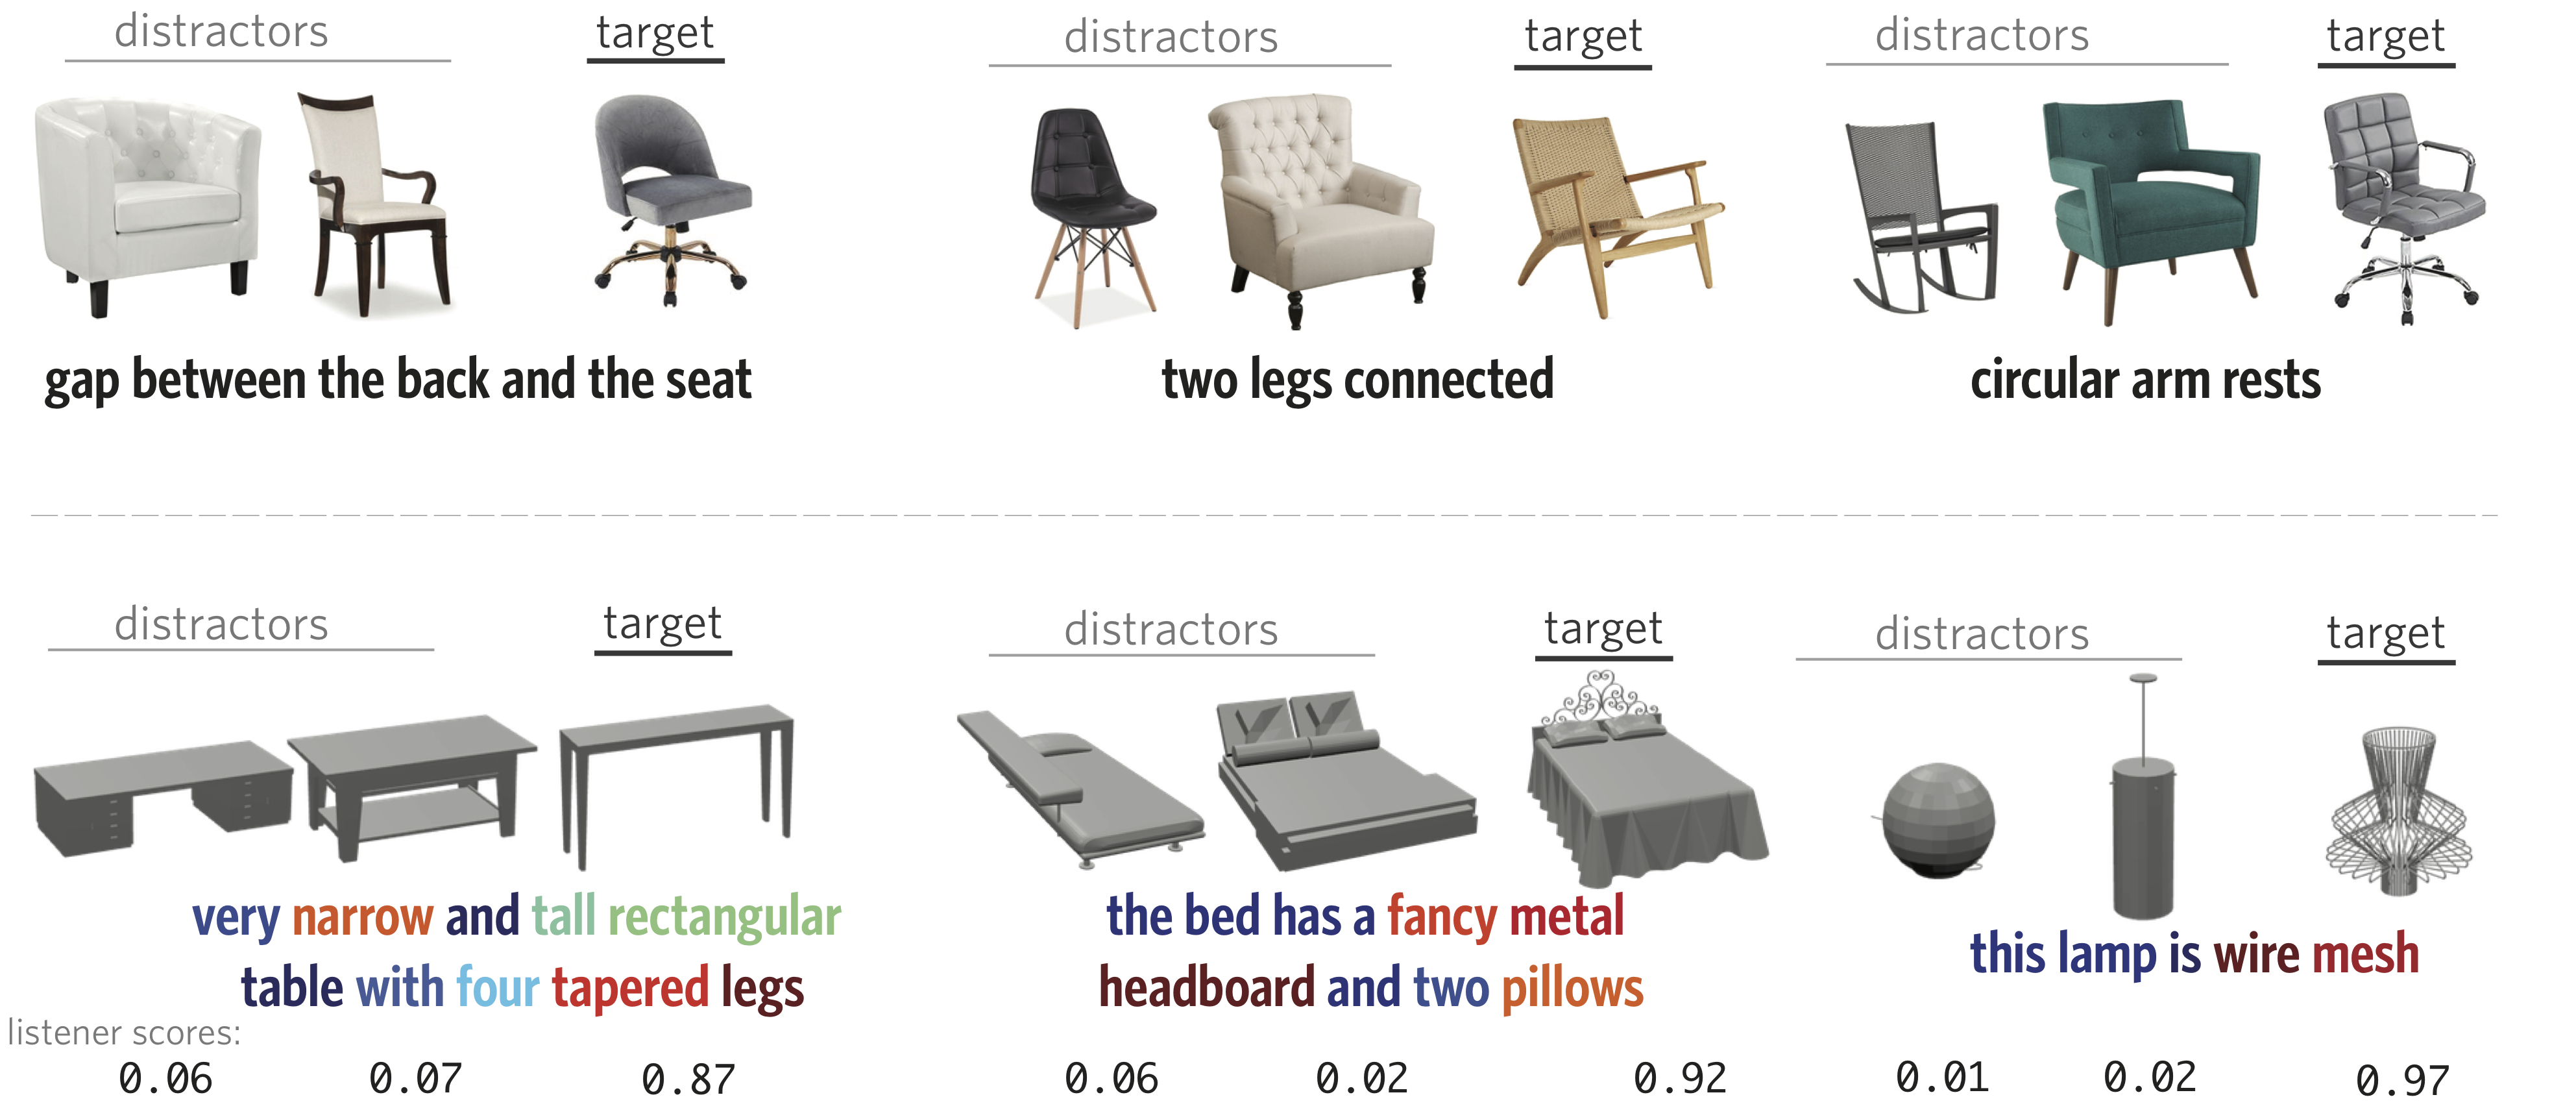 distractors
target
distractors
target
distractors
target
gap between the back and the seat
two legs connected
circular arm rests
distractors
target
distractors
target
distractors
target
very narrow and tall rectangular
table with four tapered legs
the bed has a fancy metal
headboard and two pillows
this lamp is wire mesh
listener scores:
0.06
0.07
0.87
0.06
0.02
0.92
0.01
0.02
0.97